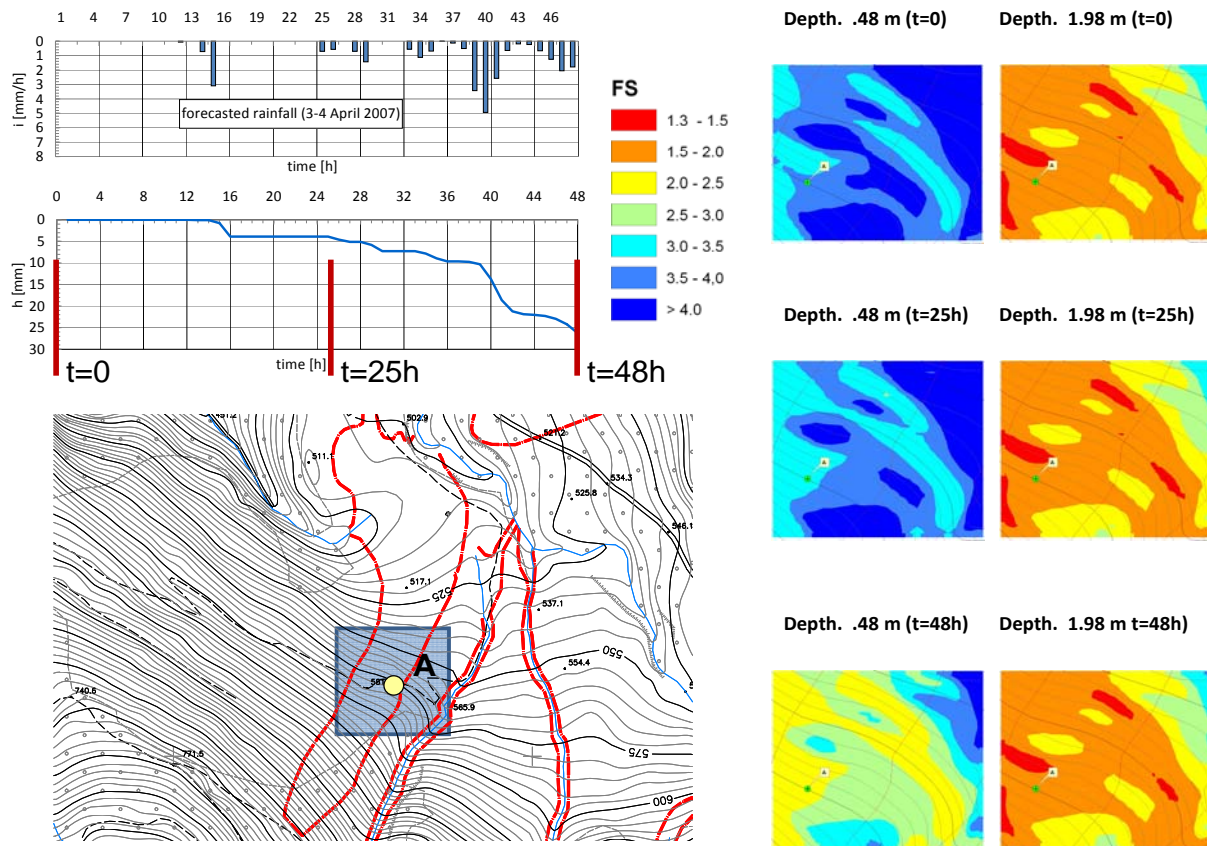 1 4 7 10 13 16 19 22 25 28 31 34 37 40 43 46
0
1
2
3
4
5
6
7
8
i [mm/h]
forecasted rainfall (3-4 April 2007)
time [h]
0 4 8 12 16 20 24 28 32 36 40 44 48
0
5
10
15
20
25
30
h [mm]
time [h]
t=0
t=25h
t=48h
FS
1.3 - 1.5
1.5 - 2.0
2.0 - 2.5
2.5 - 3.0
3.0 - 3.5
3.5 - 4,0
> 4.0
Depth. .48 m (t=0)
Depth. 1.98 m (t=0)
Depth. .48 m (t=25h)
Depth. 1.98 m (t=25h)
Depth. .48 m (t=48h)
Depth. 1.98 m t=48h)
502.9
521.2
511.1
534.3
525.8
546.1
517.1
525
537.1
550
554.4
A
565.9
740.6
771.5
575
600